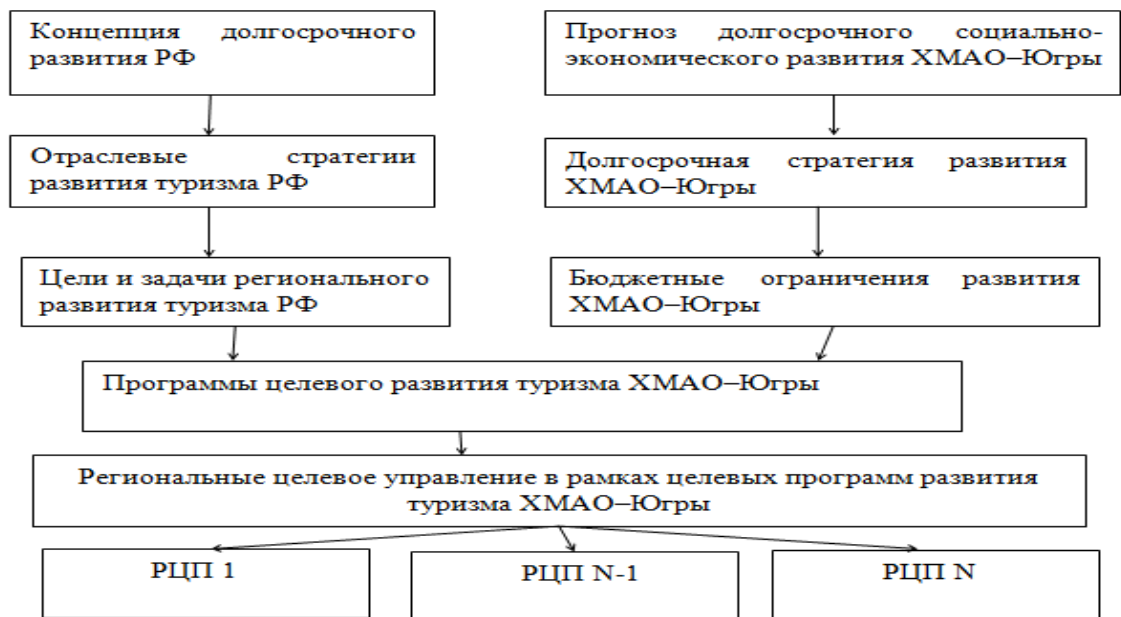 Концепция долгосрочного
развития РФ
Прогноз долгосрочного социально-
экономического развития ХМАО–Югры
Отраслевые стратегии
развития туризма РФ
Долгосрочная стратегия развития
ХМАО–Югры
Цели и задачи регионального
развития туризма РФ
Бюджетные ограничения развития
ХМАО–Югры
Программы целевого развития туризма ХМАО–Югры
Региональные целевое управление в рамках целевых программ развития
туризма ХМАО–Югры
РЦП 1
РЦП N-1
РЦП N